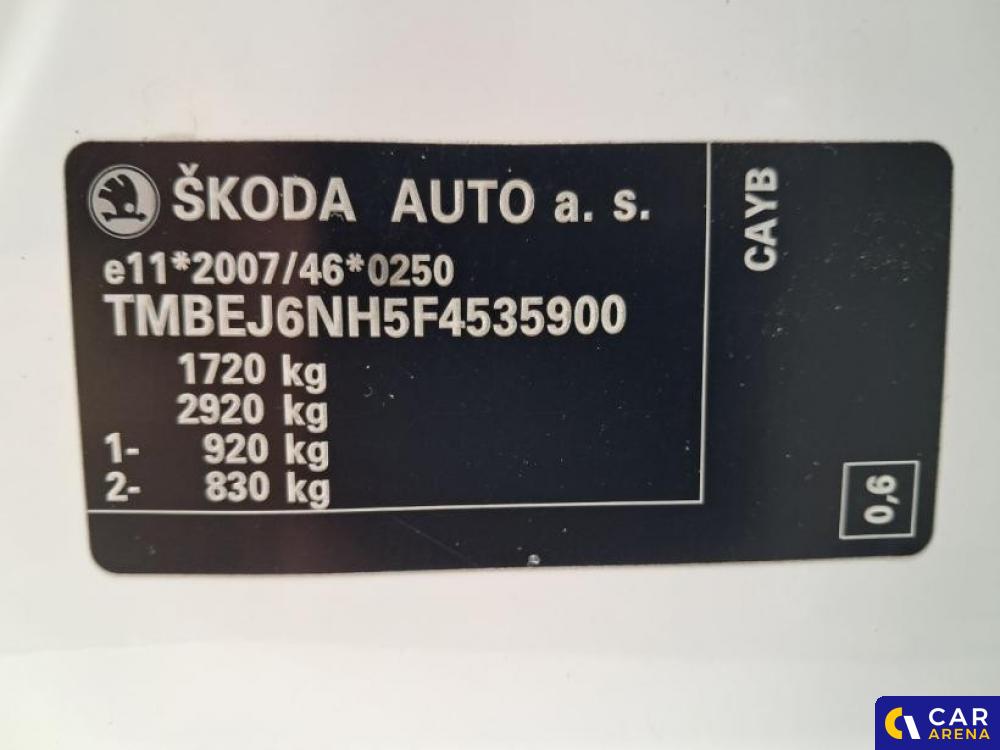 ŠKODA AUTO a. s.
e11*2007/46*0250
TMBEJ6NH5F4535900
1720 kg
2920 kg
1- 920 kg
2- 830 kg
CAYB
0,6
CAR
ARENA